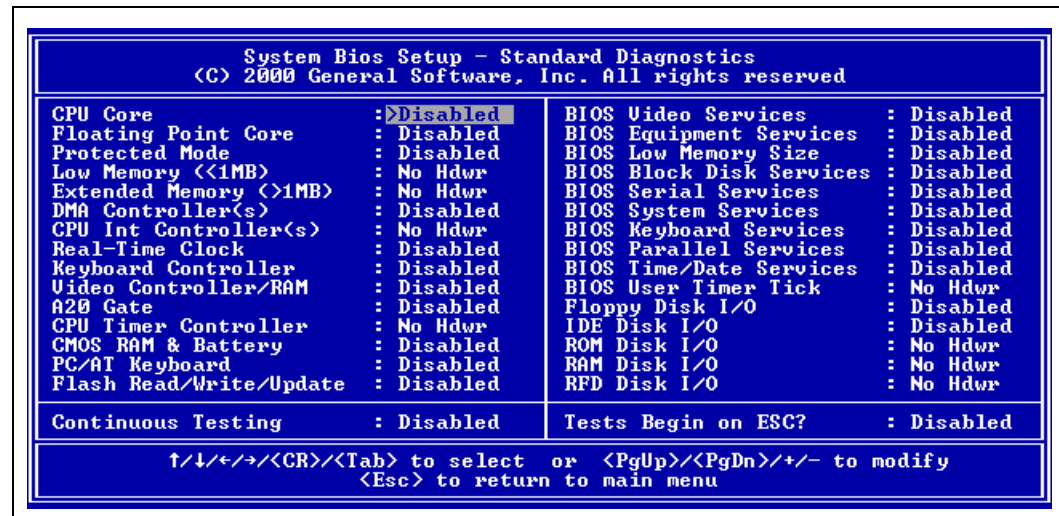 System Bios Setup - Standard Diagnostics
(C) 2000 General Software, Inc. All rights reserved
CPU Core :>Disabled
Floating Point Core : Disabled
Protected Mode : Disabled
Low Memory (<1MB) : No Hdwr
Extended Memory (>1MB) : No Hdwr
DMA Controller(s) : Disabled
CPU Int Controller(s) : No Hdwr
Real-Time Clock : Disabled
Keyboard Controller : Disabled
Video Controller/RAM : Disabled
A20 Gate : Disabled
CPU Timer Controller : No Hdwr
CMOS RAM & Battery : Disabled
PC/AT Keyboard : Disabled
Flash Read/Write/Update : Disabled
BIOS Video Services : Disabled
BIOS Equipment Services : Disabled
BIOS Low Memory Size : Disabled
BIOS Block Disk Services : Disabled
BIOS Serial Services : Disabled
BIOS System Services : Disabled
BIOS Keyboard Services : Disabled
BIOS Parallel Services : Disabled
BIOS Time/Date Services : Disabled
BIOS User Timer Tick : No Hdwr
Floppy Disk I/O : Disabled
IDE Disk I/O : Disabled
ROM Disk I/O : No Hdwr
RAM Disk I/O : No Hdwr
RFD Disk I/O : No Hdwr
Continuous Testing : Disabled
Tests Begin on ESC? : Disabled
↑/↓/←/→/<CR>/<Tab> to select or <PgUp>/<PgDn>/+/- to modify
<Esc> to return to main menu